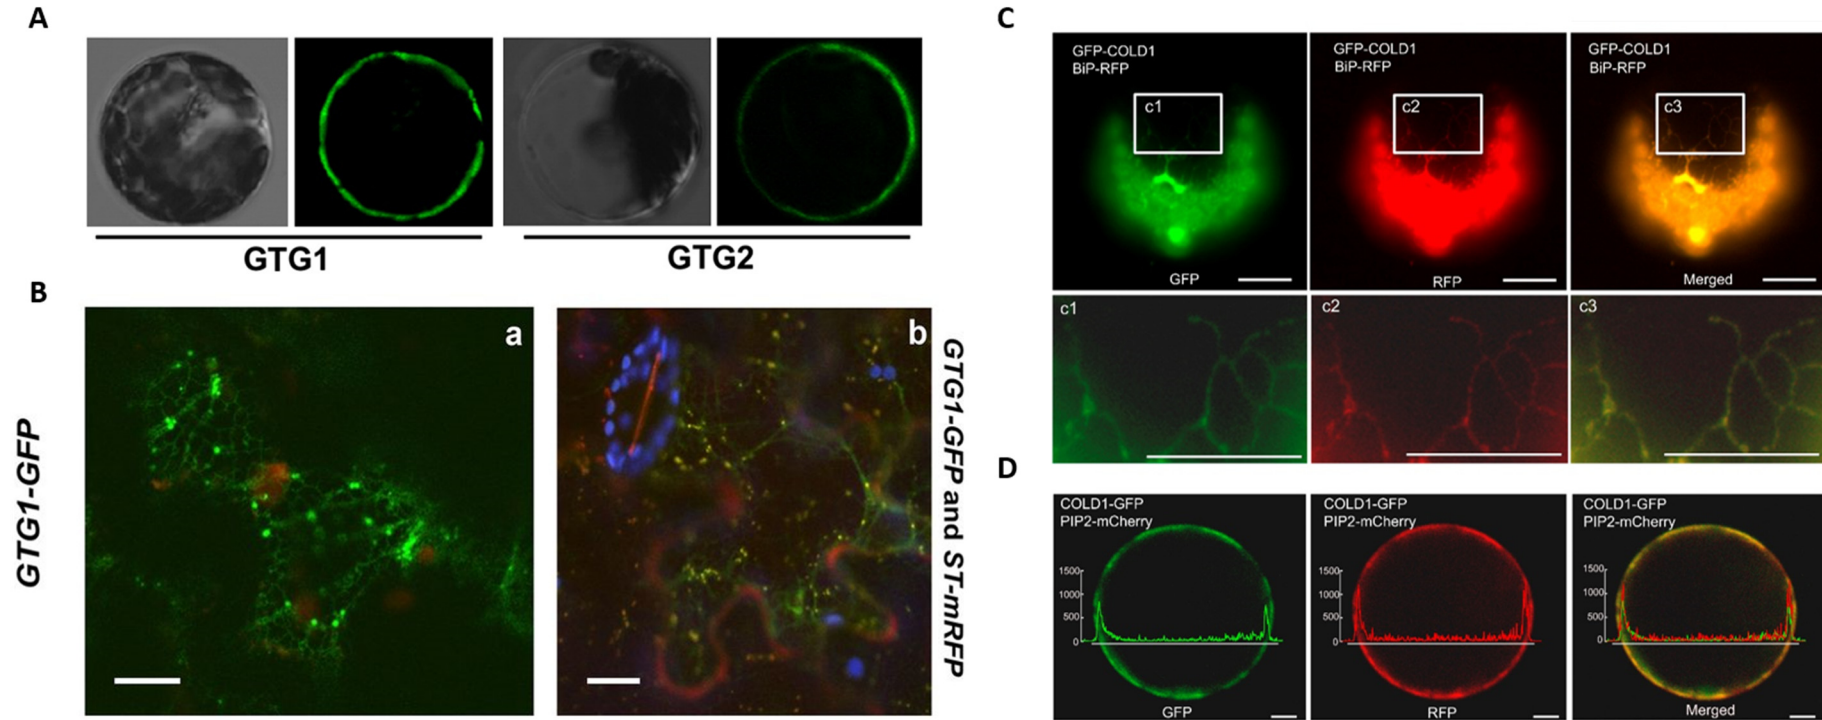 A
GTG1
GTG2
B
GTG1-GFP
a
b
GTG1-GFP and ST-mRFP
C
GFP-COLD1
BiP-RFP
c1
GFP
GFP-COLD1
BiP-RFP
c2
RFP
GFP-COLD1
BiP-RFP
c3
Merged
c1
c2
c3
D
COLD1-GFP
PIP2-mCherry
1500
1000
500
0
GFP
COLD1-GFP
PIP2-mCherry
1500
1000
500
0
RFP
COLD1-GFP
PIP2-mCherry
1500
1000
500
0
Merged